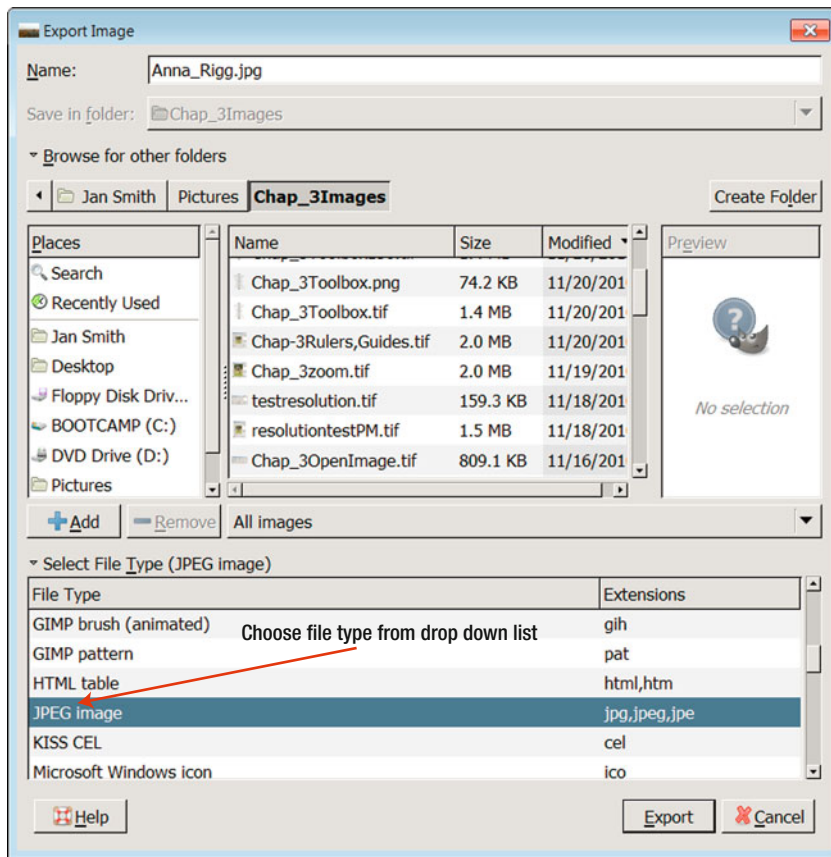 Export Image
Name: Anna_Rigg.jpg
Save in folder: Chap_3Images
Browse for other folders
Jan Smith Pictures Chap_3Images Create Folder
Places Name Size Modified Preview
Search Chap_3Toolbox.png 74.2 KB 11/20/201
Recently Used Chap_3Toolbox.tif 1.4 MB 11/20/201
Jan Smith Chap-3Rulers,Guides.tif 2.0 MB 11/20/201
Desktop Chap_3zoom.tif 2.0 MB 11/19/201
Floppy Disk Driv... testresolution.tif 159.3 KB 11/18/201
BOOTCAMP (C:) resolutiontestPM.tif 1.5 MB 11/18/201
DVD Drive (D:) Chap_3OpenImage.tif 809.1 KB 11/16/201
Pictures
No selection
Add Remove All images
Select File Type (JPEG image)
File Type Extensions
GIMP brush (animated) gih
Choose file type from drop down list
GIMP pattern pat
HTML table html,htm
JPEG image jpg,jpeg,jpe
KISS CEL cel
Microsoft Windows icon ico
Help Export Cancel